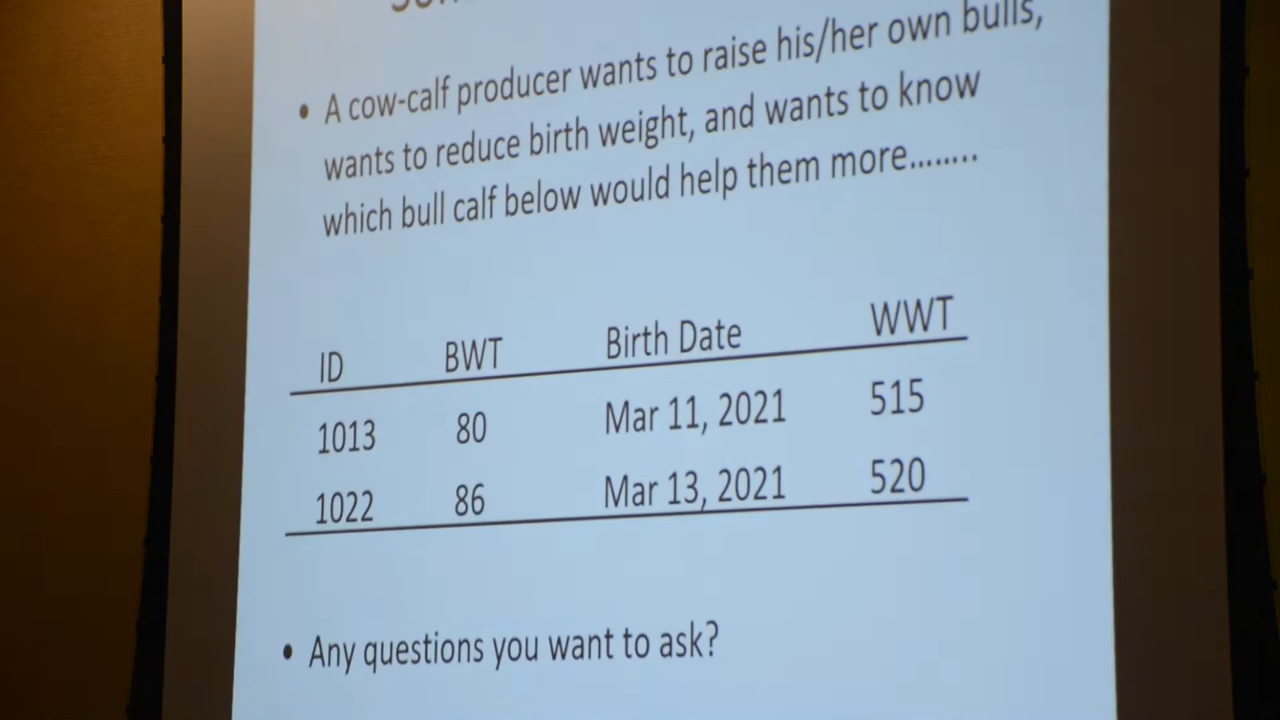 • A cow-calf producer wants to raise his/her own bulls,
wants to reduce birth weight, and wants to know
which bull calf below would help them more........
ID BWT Birth Date WWT
1013 80 Mar 11, 2021 515
1022 86 Mar 13, 2021 520
• Any questions you want to ask?